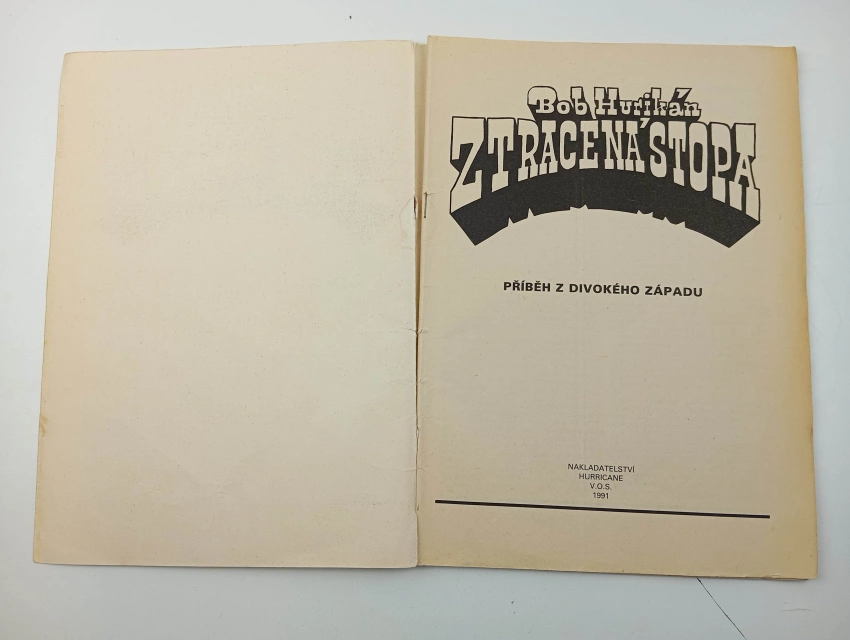 Bob Hurikán
ZTRACENÁ STOPA
PŘÍBĚH Z DIVOKÉHO ZÁPADU
NAKLADATELSTVÍ
HURRICANE
V.O.S.
1991